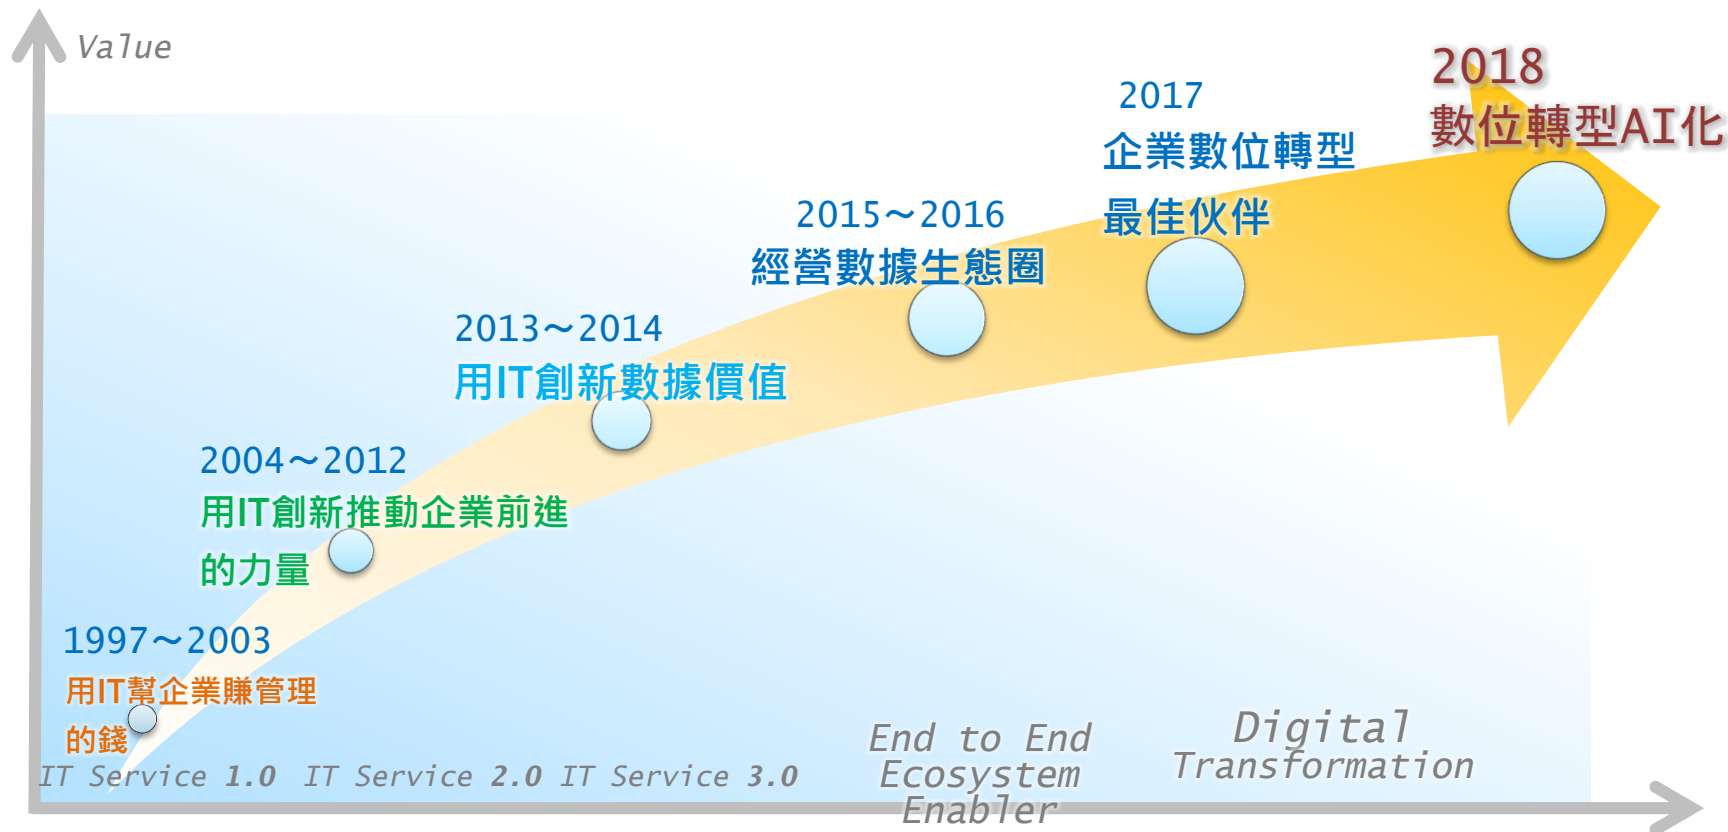 Value
2018
數位轉型AI化
2017
企業數位轉型
最佳伙伴
2015～2016
經營數據生態圈
2013～2014
用IT創新數據價值
2004～2012
用IT創新推動企業前進
的力量
1997～2003
用IT幫企業賺管理
的錢
IT Service 1.0
IT Service 2.0
IT Service 3.0
End to End
Ecosystem
Enabler
Digital
Transformation